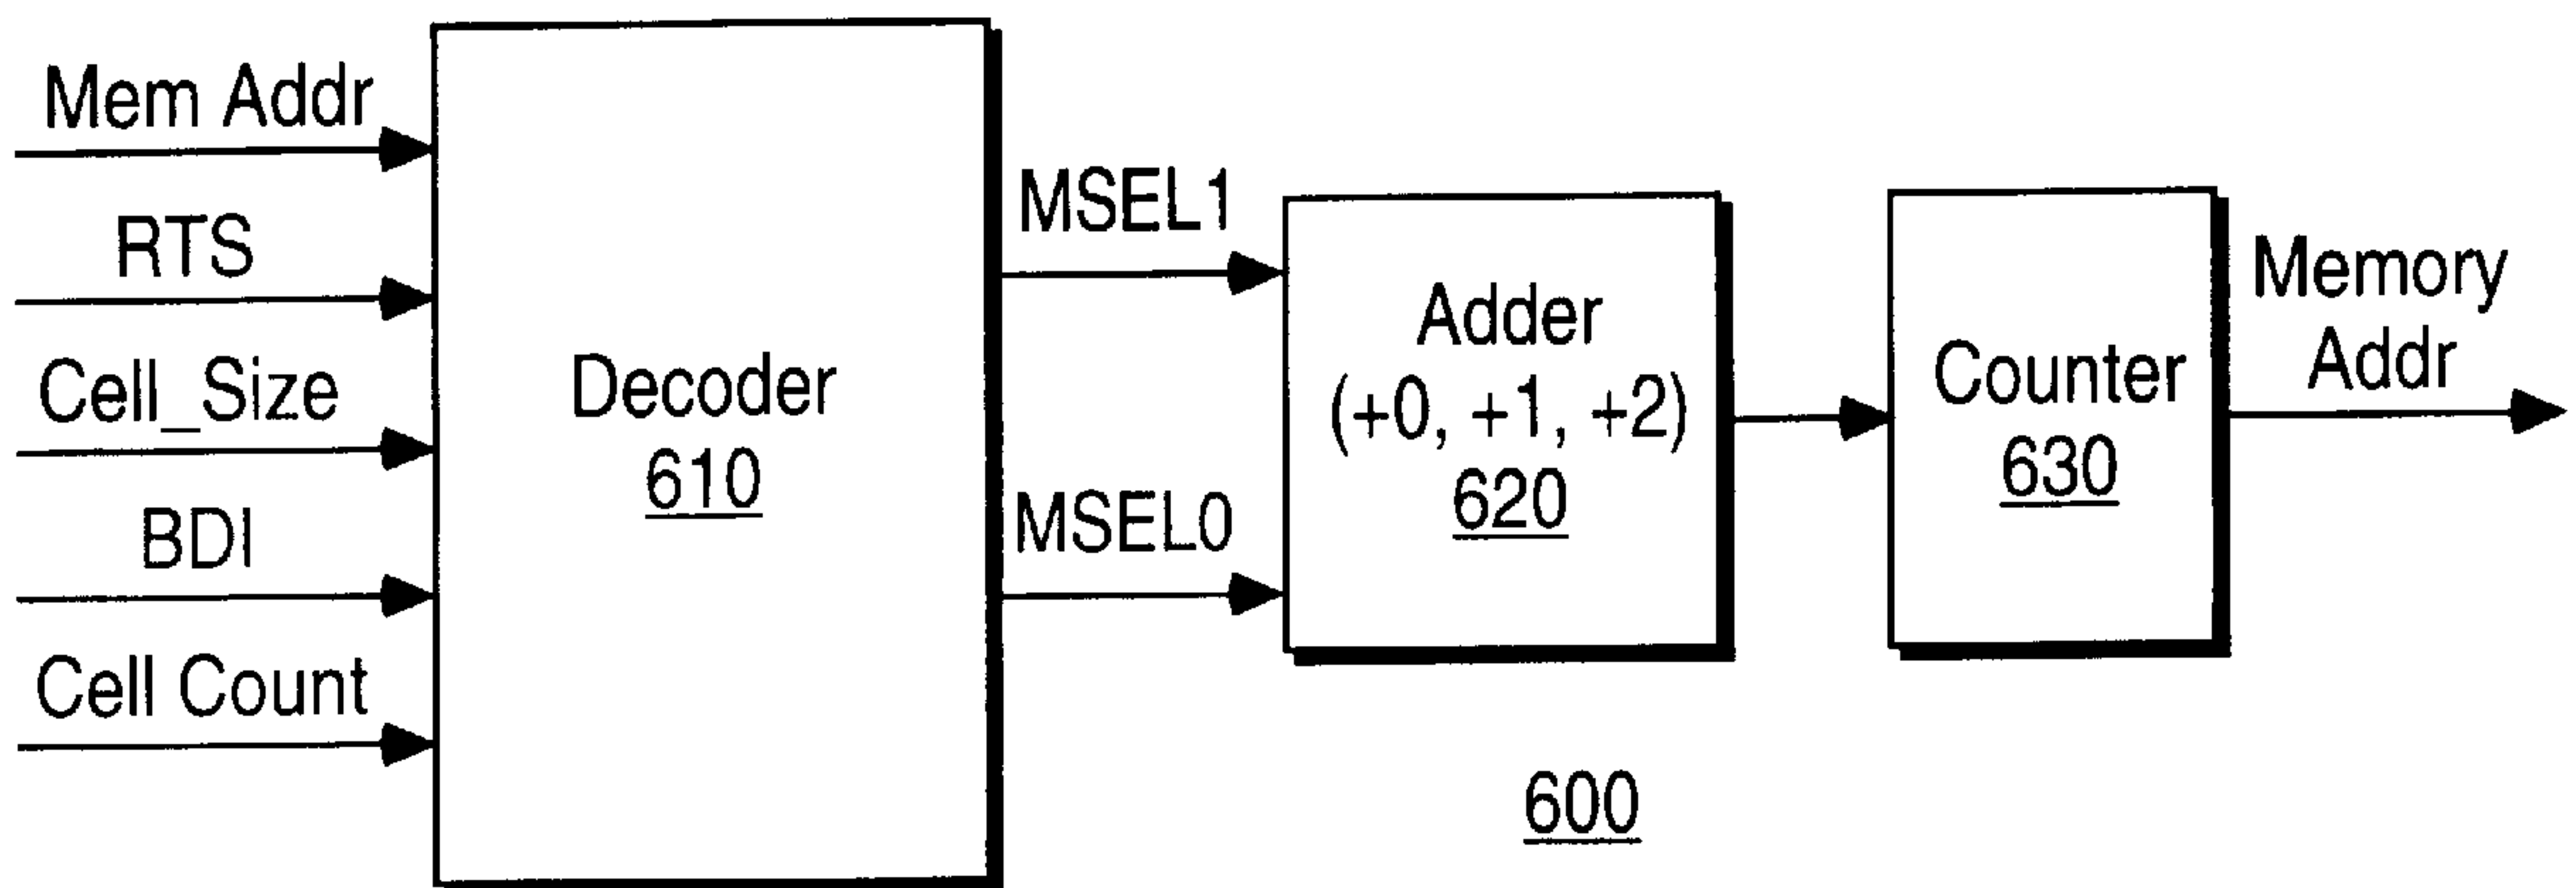 Mem Addr
RTS
Cell_Size
BDI
Cell Count
Decoder
610
MSEL1
MSEL0
Adder
(+0, +1, +2)
620
Counter
630
Memory
Addr
600